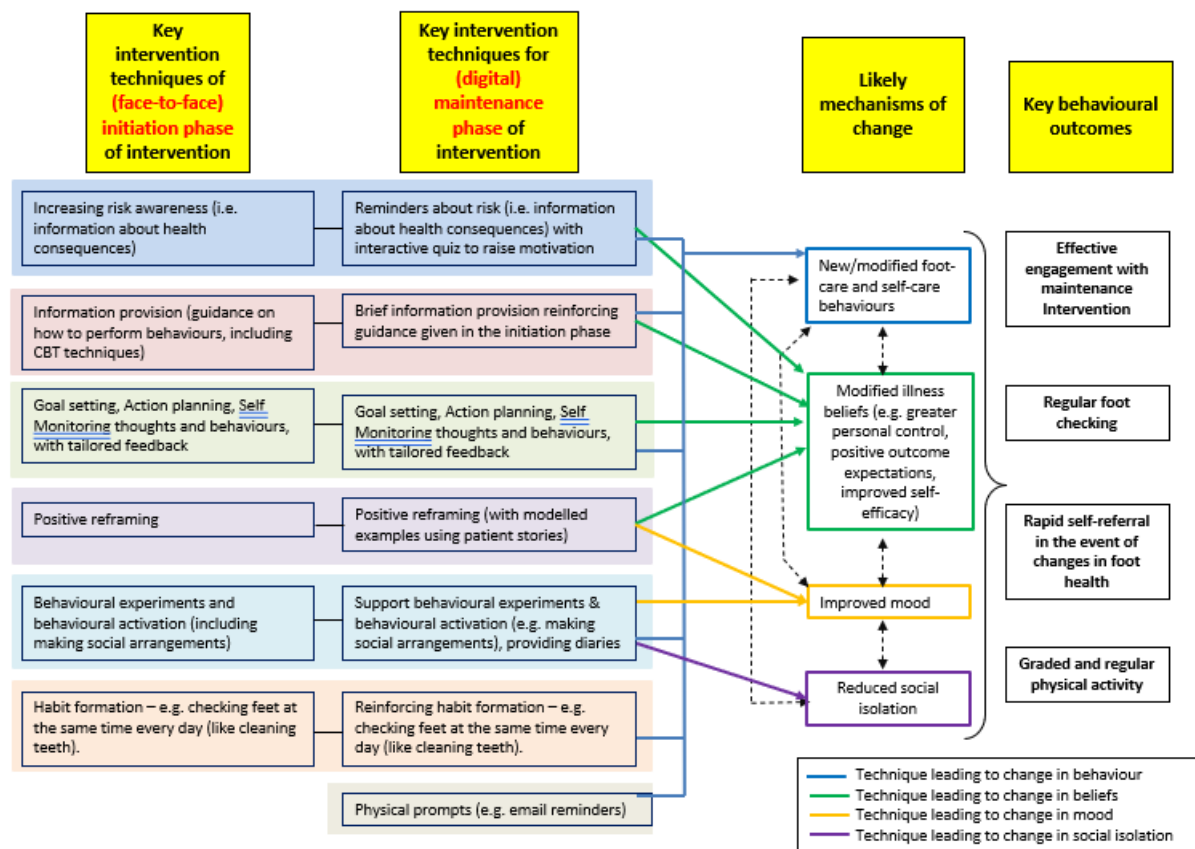 Key
intervention
techniques of
(face-to-face)
initiation phase
of intervention
Key intervention
techniques for
(digital)
maintenance
phase of
intervention
Likely
mechanisms of
change
Key behavioural
outcomes
Increasing risk awareness (i.e.
information about health
consequences)
Reminders about risk (i.e. information
about health consequences) with
interactive quiz to raise motivation
Information provision (guidance on
how to perform behaviours, including
CBT techniques)
Brief information provision reinforcing
guidance given in the initiation phase
Goal setting, Action planning, Self
Monitoring thoughts and behaviours,
with tailored feedback
Goal setting, Action planning, Self
Monitoring thoughts and behaviours,
with tailored feedback
Positive reframing
Positive reframing (with modelled
examples using patient stories)
Behavioural experiments and
behavioural activation (including
making social arrangements)
Support behavioural experiments &
behavioural activation (e.g. making
social arrangements), providing diaries
Habit formation – e.g. checking feet at
the same time every day (like cleaning
teeth).
Reinforcing habit formation – e.g.
checking feet at the same time every
day (like cleaning teeth).
Physical prompts (e.g. email reminders)
New/modified foot-
care and self-care
behaviours
Modified illness
beliefs (e.g. greater
personal control,
positive outcome
expectations,
improved self-
efficacy)
Improved mood
Reduced social
isolation
Effective
engagement with
maintenance
Intervention
Regular foot
checking
Rapid self-referral
in the event of
changes in foot
health
Graded and regular
physical activity
Technique leading to change in behaviour
Technique leading to change in beliefs
Technique leading to change in mood
Technique leading to change in social isolation